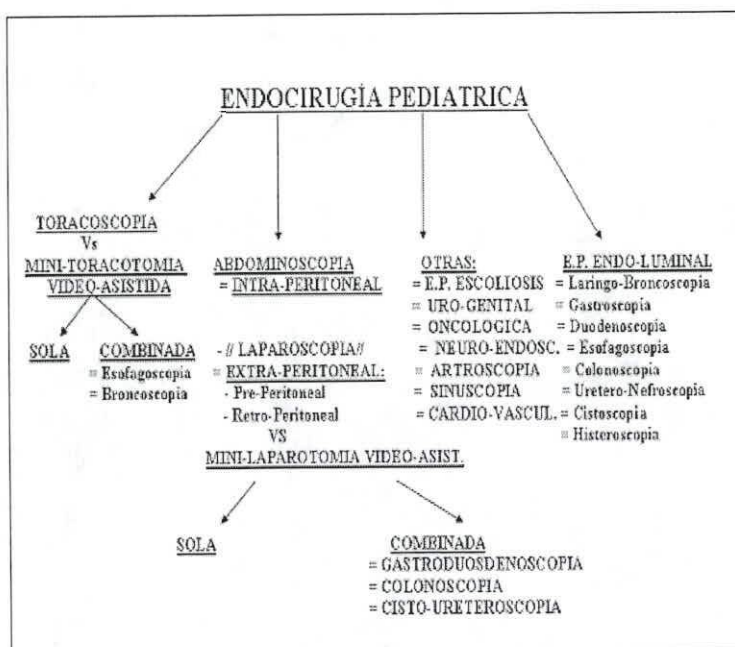 ENDOCIRUGÍA PEDIATRICA
TORACOSCOPIA
Vs
MINI-TORACOTOMIA
VIDEO-ASISTIDA
SOLA
COMBINADA
= Esofagoscopia
= Broncoscopia
ABDOMINOSCOPIA
= INTRA-PERITONEAL
- // LAPAROSCOPIA//
= EXTRA-PERITONEAL:
- Pre-Peritoneal
- Retro-Peritoneal
VS
MINI-LAPAROTOMIA VIDEO-ASIST.
SOLA
COMBINADA
= GASTRODUOSDENOSCOPIA
= COLONOSCOPIA
= CISTO-URETEROSCOPIA
OTRAS:
= E.P. ESCOLIOSIS
= URO-GENITAL
= ONCOLOGICA
= NEURO-ENDOSC.
= ARTROSCOPIA
= SINUSCOPIA
= CARDIO-VASCUL.
E.P. ENDO-LUMINAL
= Laringo-Broncoscopia
= Gastroscopia
= Duodenoscopia
= Esofagoscopia
= Colonoscopia
= Uretero-Nefroscopia
= Cistoscopia
= Histeroscopia